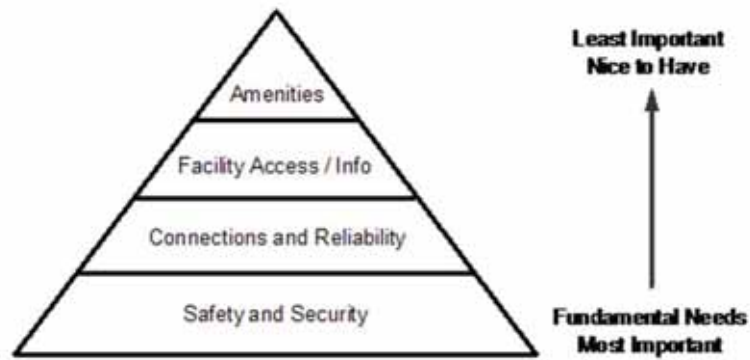 Amenities
Facility Access / Info
Connections and Reliability
Safety and Security
Least Important
Nice to Have
Fundamental Needs
Most Important